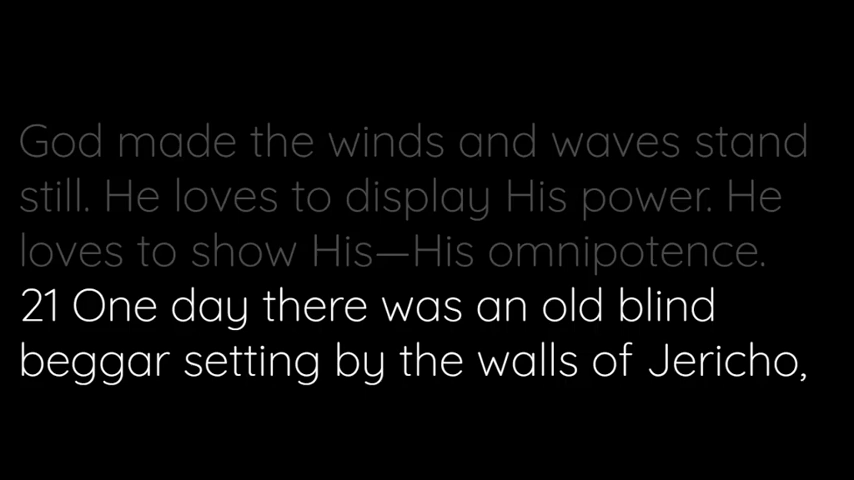 God made the winds and waves stand
still. He loves to display His power. He
loves to show His—His omnipotence.
21 One day there was an old blind
beggar setting by the walls of Jericho,